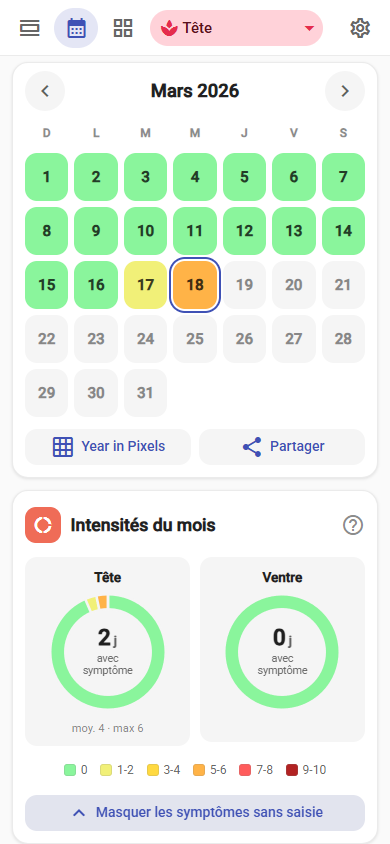 Tête
Mars 2026
D L M M J V S
1 2 3 4 5 6 7
8 9 10 11 12 13 14
15 16 17 18 19 20 21
22 23 24 25 26 27 28
29 30 31
Year in Pixels
Partager
Intensités du mois
Tête
2 j
avec
symptôme
moy. 4 · max 6
Ventre
0 j
avec
symptôme
0 1-2 3-4 5-6 7-8 9-10
Masquer les symptômes sans saisie